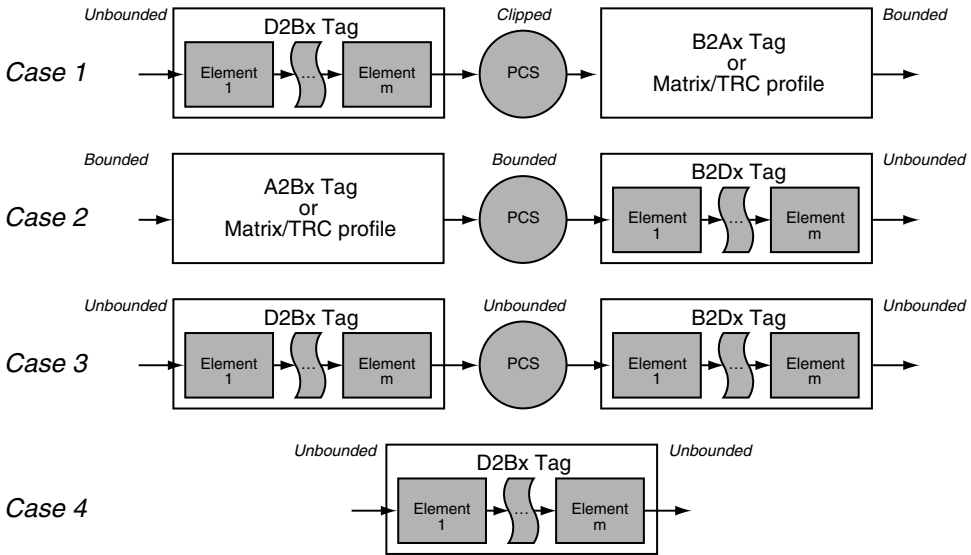 Unbounded
D2Bx Tag
Clipped
Bounded
Case 1
Element
1
...
Element
m
PCS
B2Ax Tag
or
Matrix/TRC profile
Bounded
Bounded
Unbounded
Case 2
A2Bx Tag
or
Matrix/TRC profile
PCS
B2Dx Tag
Element
1
...
Element
m
Unbounded
Unbounded
Unbounded
Case 3
D2Bx Tag
Element
1
...
Element
m
PCS
B2Dx Tag
Element
1
...
Element
m
Unbounded
Unbounded
Case 4
D2Bx Tag
Element
1
...
Element
m